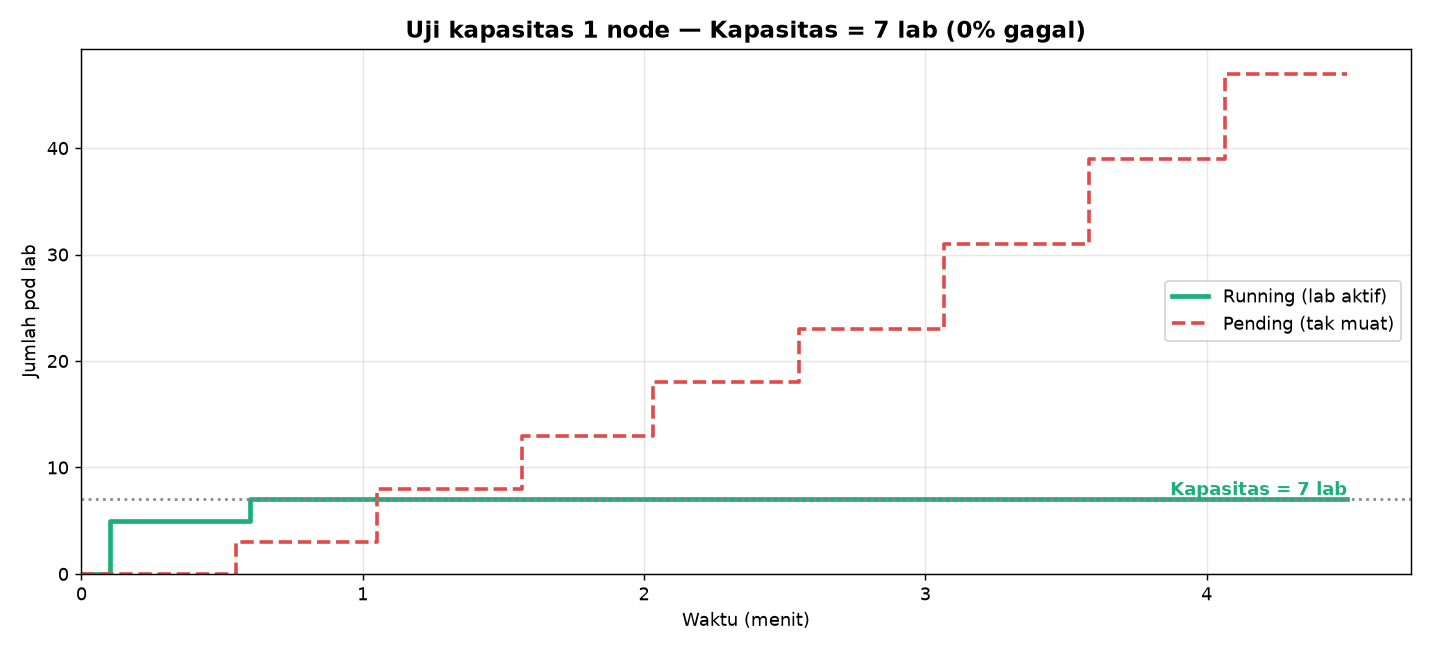 Uji kapasitas 1 node — Kapasitas = 7 lab (0% gagal)
Jumlah pod lab
40
30
20
10
0
Running (lab aktif)
Pending (tak muat)
Kapasitas = 7 lab
0 1 2 3 4
Waktu (menit)